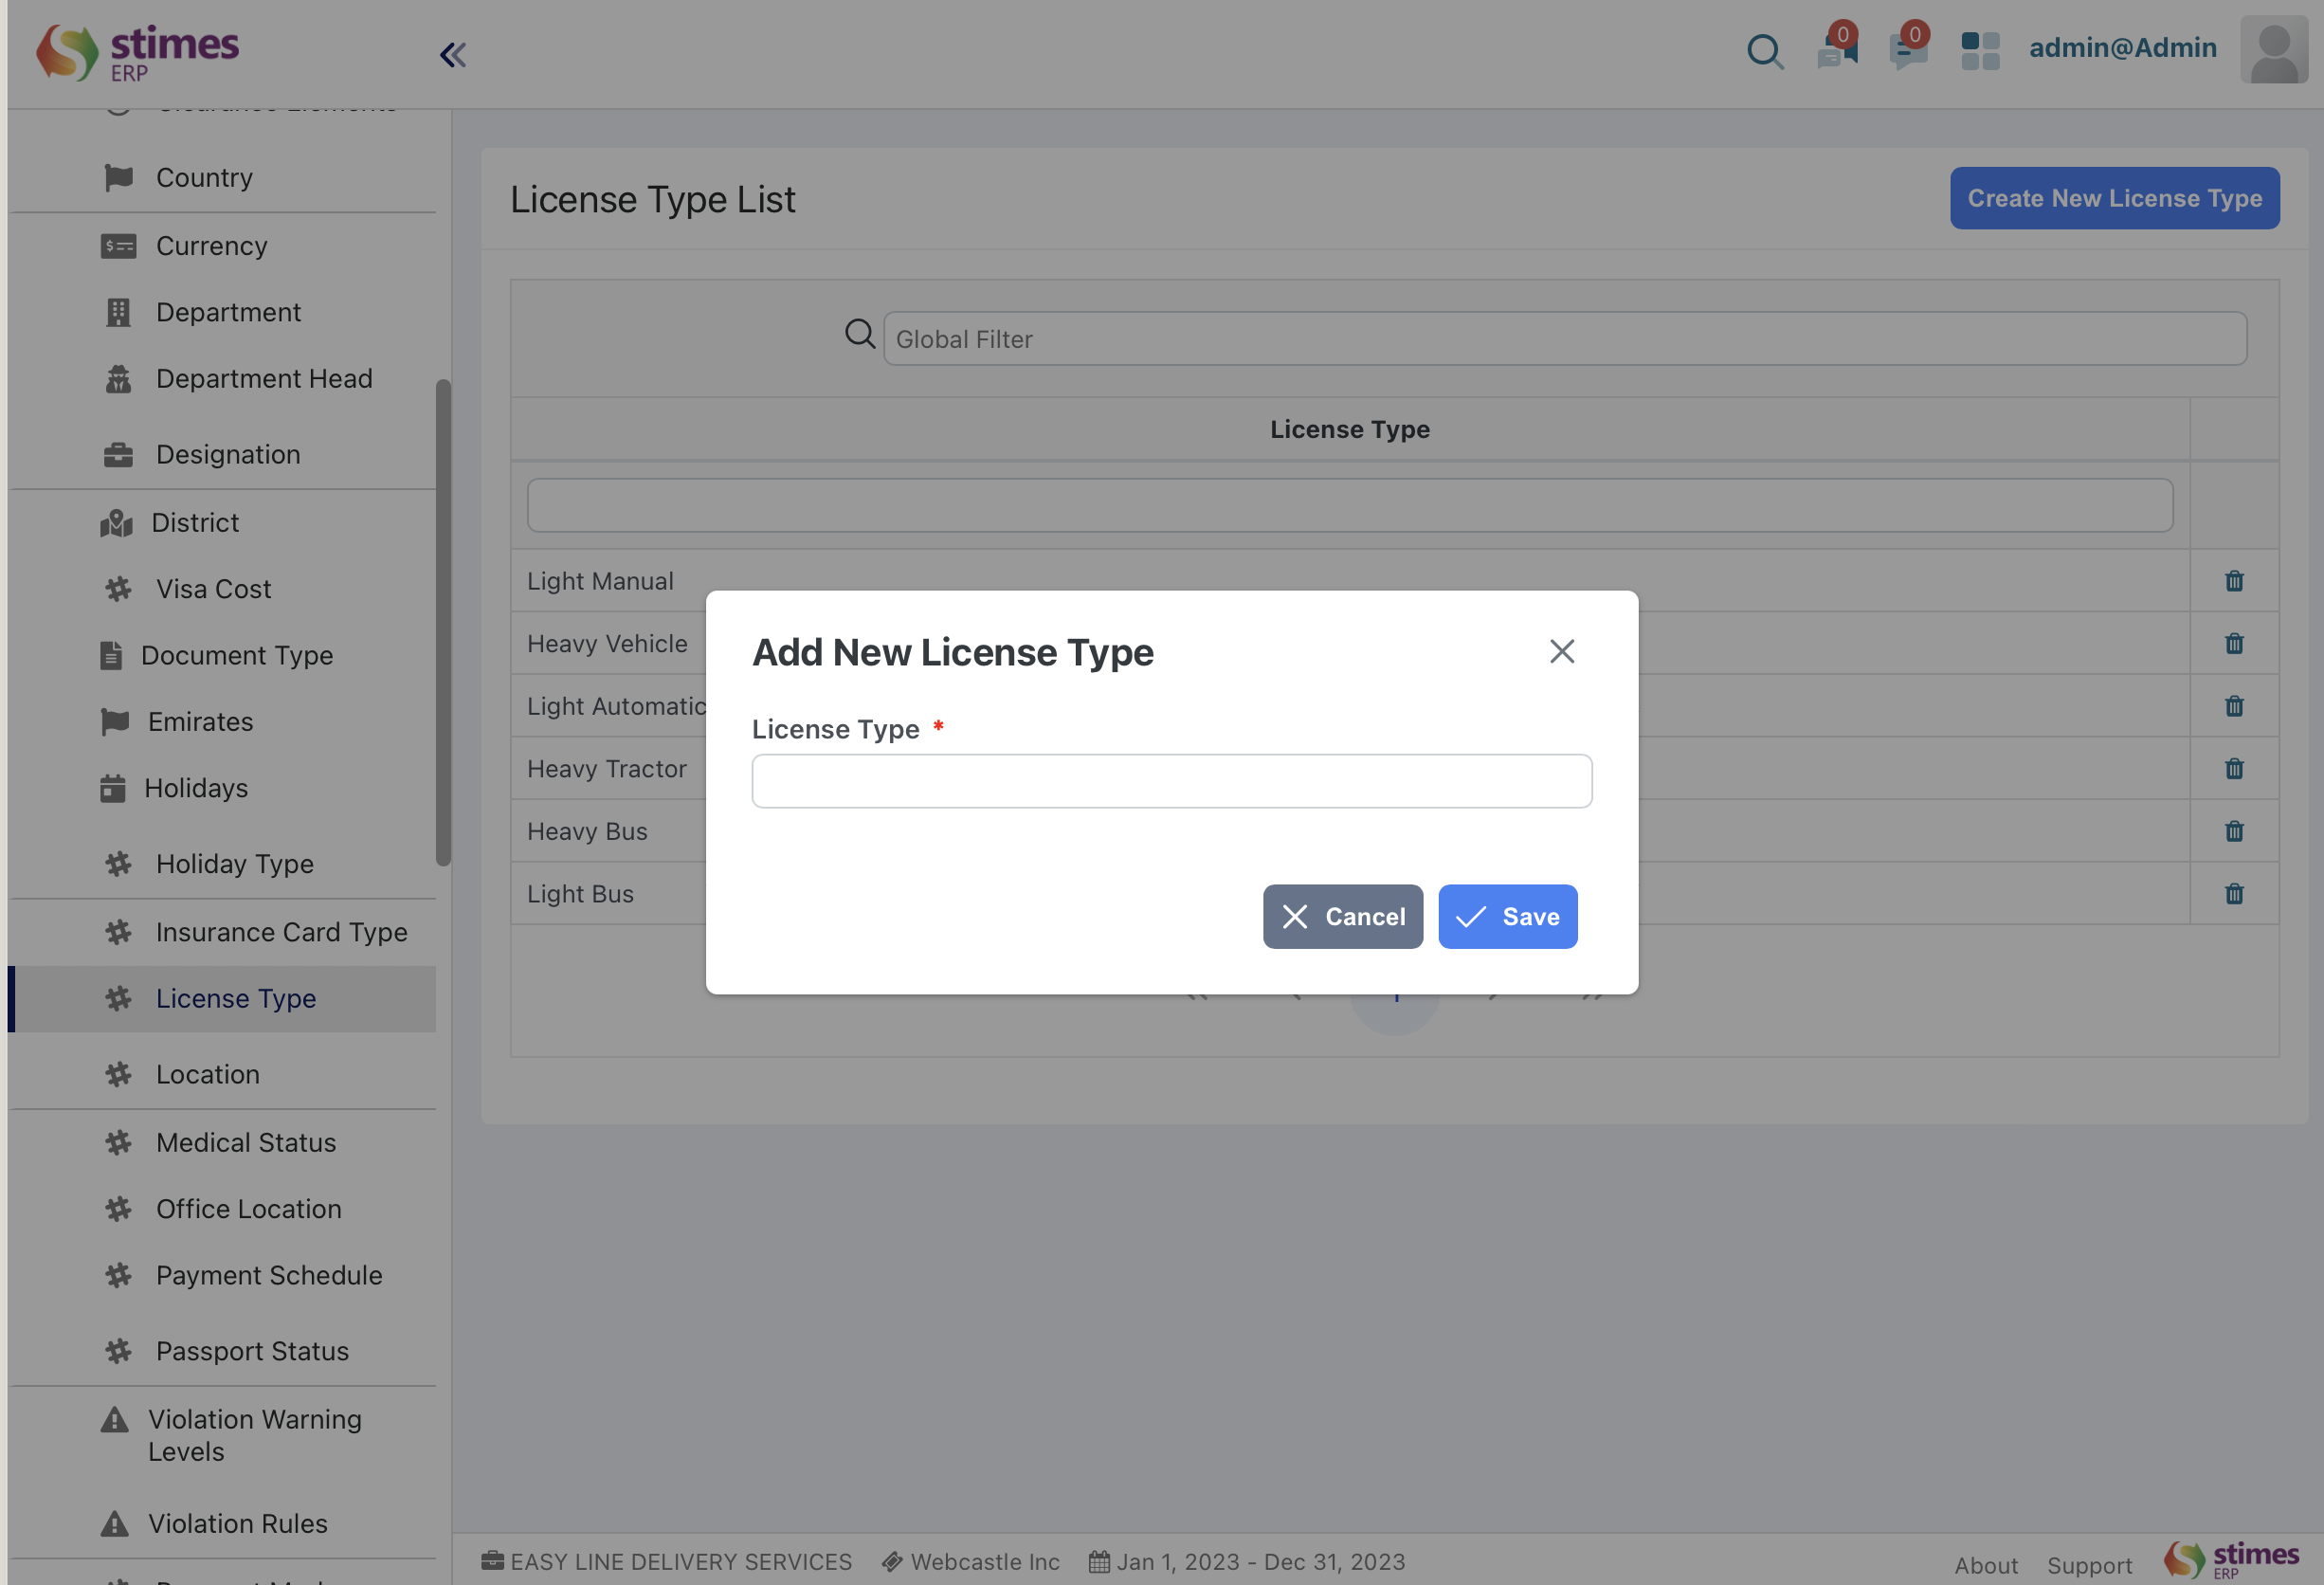 stimes
ERP
0
0
admin@Admin
Clearance Elements
Country
Currency
Department
Department Head
Designation
District
Visa Cost
Document Type
Emirates
Holidays
Holiday Type
Insurance Card Type
License Type
Location
Medical Status
Office Location
Payment Schedule
Passport Status
Violation Warning
Levels
Violation Rules
License Type List
Create New License Type
Global Filter
License Type
Light Manual
Heavy Vehicle
Light Automatic
Heavy Tractor
Heavy Bus
Light Bus
Add New License Type
License Type *
Cancel
Save
EASY LINE DELIVERY SERVICES
Webcastle Inc
Jan 1, 2023 - Dec 31, 2023
About
Support
stimes
ERP